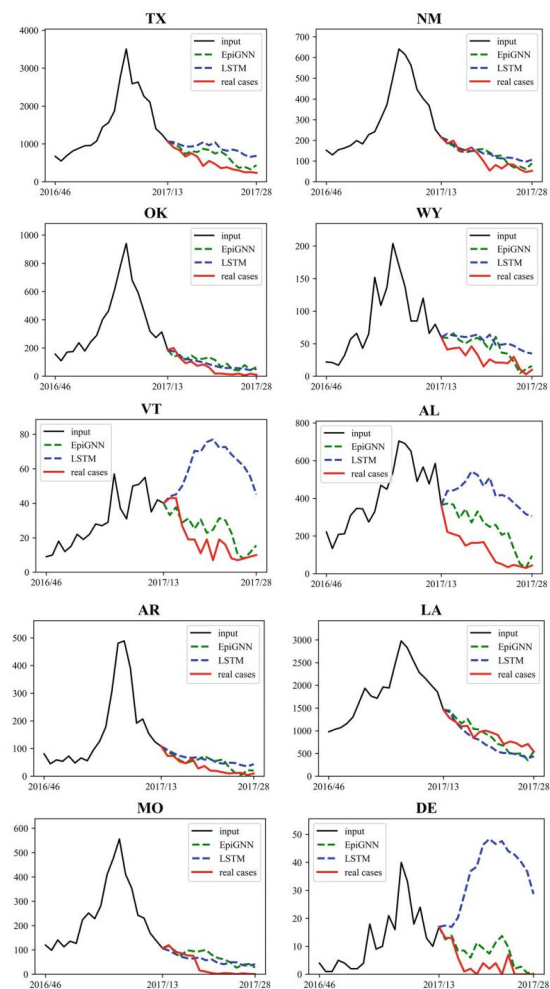 TX
4000
3000
2000
1000
0
input
EpiGNN
LSTM
real cases
2016/46
2017/13
2017/28
NM
700
600
500
400
300
200
100
0
input
EpiGNN
LSTM
real cases
2016/46
2017/13
2017/28
OK
1000
800
600
400
200
0
input
EpiGNN
LSTM
real cases
2016/46
2017/13
2017/28
WY
200
150
100
50
0
input
EpiGNN
LSTM
real cases
2016/46
2017/13
2017/28
VT
80
60
40
20
0
input
EpiGNN
LSTM
real cases
2016/46
2017/13
2017/28
AL
800
600
400
200
0
input
EpiGNN
LSTM
real cases
2016/46
2017/13
2017/28
AR
500
400
300
200
100
0
input
EpiGNN
LSTM
real cases
2016/46
2017/13
2017/28
LA
3000
2500
2000
1500
1000
500
0
input
EpiGNN
LSTM
real cases
2016/46
2017/13
2017/28
MO
600
500
400
300
200
100
0
input
EpiGNN
LSTM
real cases
2016/46
2017/13
2017/28
DE
50
40
30
20
10
0
input
EpiGNN
LSTM
real cases
2016/46
2017/13
2017/28